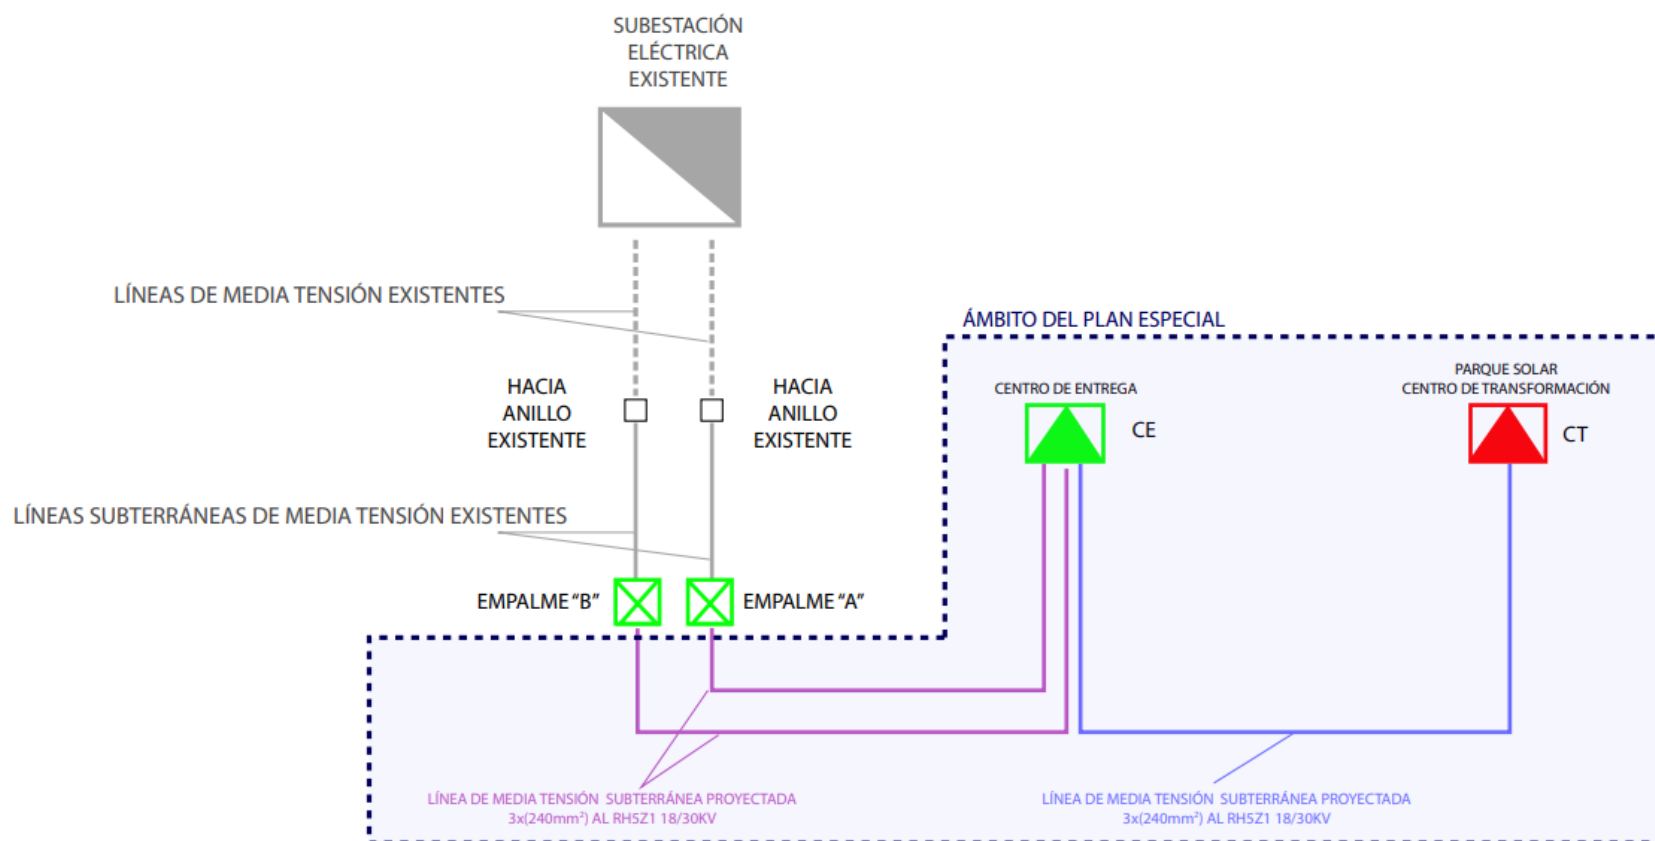 SUBESTACIÓN
ELÉCTRICA
EXISTENTE
LÍNEAS DE MEDIA TENSIÓN EXISTENTES
ÁMBITO DEL PLAN ESPECIAL
HACIA
ANILLO
EXISTENTE
HACIA
ANILLO
EXISTENTE
CENTRO DE ENTREGA
CE
PARQUE SOLAR
CENTRO DE TRANSFORMACIÓN
CT
LÍNEAS SUBTERRÁNEAS DE MEDIA TENSIÓN EXISTENTES
EMPALME “B”
EMPALME “A”
LÍNEA DE MEDIA TENSIÓN SUBTERRÁNEA PROYECTADA
3x(240mm²) AL RH5Z1 18/30KV
LÍNEA DE MEDIA TENSIÓN SUBTERRÁNEA PROYECTADA
3x(240mm²) AL RH5Z1 18/30KV